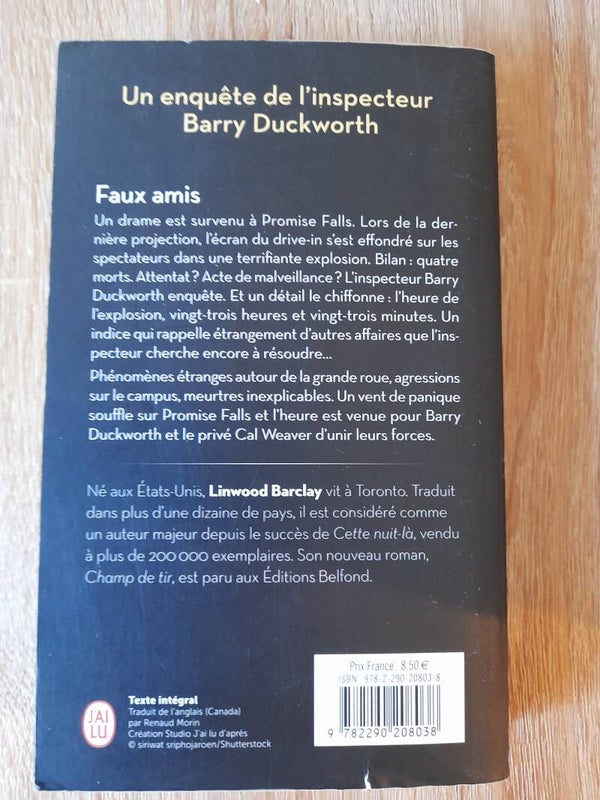 Un enquête de l'inspecteur
Barry Duckworth
Faux amis
Un drame est survenu à Promise Falls. Lors de la der-
nière projection, l'écran du drive-in s'est effondré sur les
spectateurs dans une terrifiante explosion. Bilan : quatre
morts. Attentat ? Acte de malveillance ? L'inspecteur Barry
Duckworth enquête. Et un détail le chiffonne : l'heure de
l'explosion, vingt-trois heures et vingt-trois minutes. Un
indice qui rappelle étrangement d'autres affaires que l'ins-
pecteur cherche encore à résoudre...
Phénomènes étranges autour de la grande roue, agressions
sur le campus, meurtres inexplicables. Un vent de panique
souffle sur Promise Falls et l'heure est venue pour Barry
Duckworth et le privé Cal Weaver d'unir leurs forces.
Né aux États-Unis, Linwood Barclay vit à Toronto. Traduit
dans plus d'une dizaine de pays, il est considéré comme
un auteur majeur depuis le succès de Cette nuit-là, vendu
à plus de 200 000 exemplaires. Son nouveau roman,
Champ de tir, est paru aux Éditions Belfond.
Prix France : 8,50 €
ISBN 978-2-290-20803-8
9 782290 208038
J'AI
LU
Texte intégral
Traduit de l'anglais (Canada)
par Renaud Morin
Création Studio J'ai lu d'après
© siriwat sriphojaroen/Shutterstock